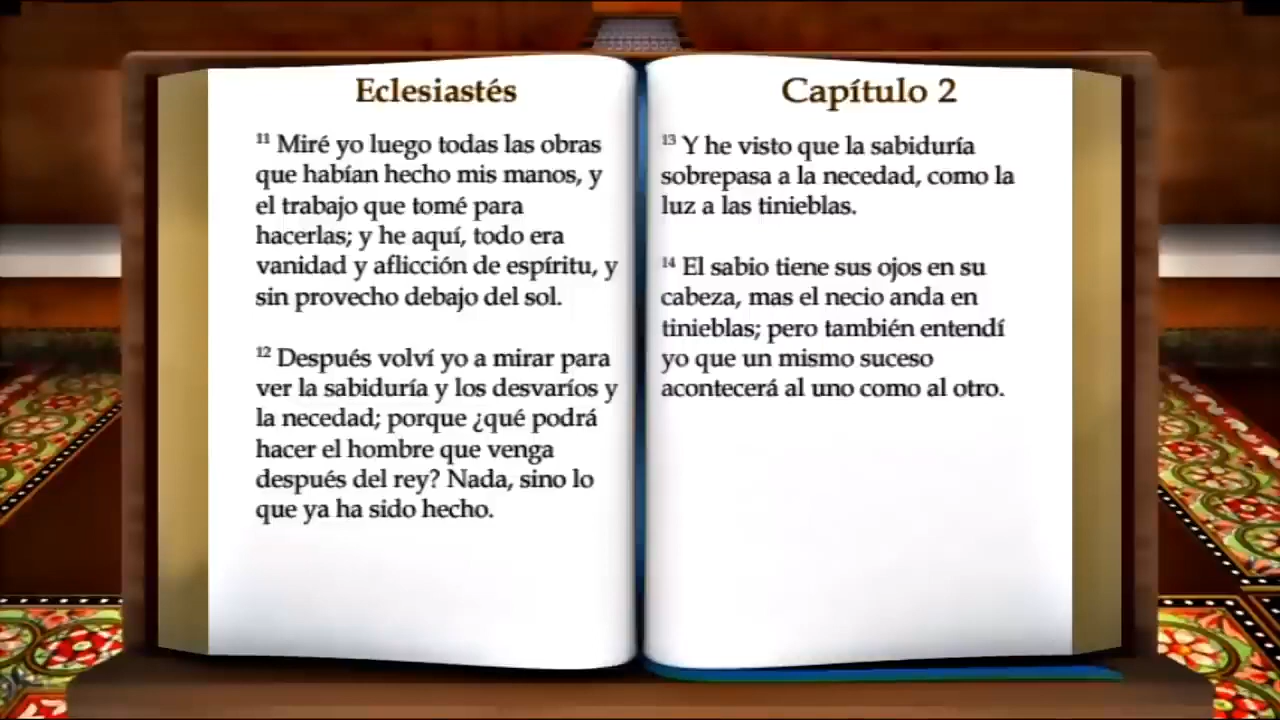 Eclesiastés
¹¹ Miré yo luego todas las obras
que habían hecho mis manos, y
el trabajo que tomé para
hacerlas; y he aquí, todo era
vanidad y aflicción de espíritu, y
sin provecho debajo del sol.
¹² Después volví yo a mirar para
ver la sabiduría y los desvaríos y
la necedad; porque ¿qué podrá
hacer el hombre que venga
después del rey? Nada, sino lo
que ya ha sido hecho.
Capítulo 2
¹³ Y he visto que la sabiduría
sobrepasa a la necedad, como la
luz a las tinieblas.
¹⁴ El sabio tiene sus ojos en su
cabeza, mas el necio anda en
tinieblas; pero también entendí
yo que un mismo suceso
acontecerá al uno como al otro.